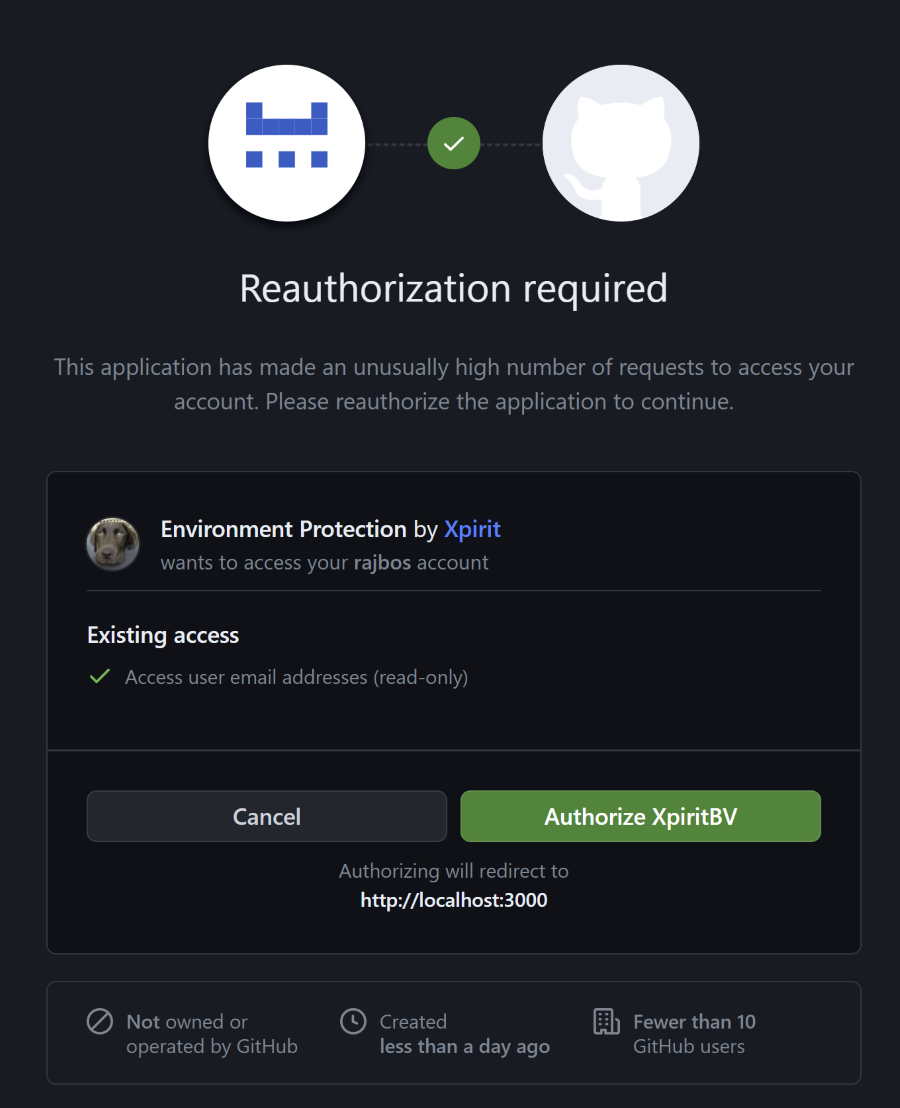 Reauthorization required
This application has made an unusually high number of requests to access your
account. Please reauthorize the application to continue.
Environment Protection by Xpirit
wants to access your rajbos account
Existing access
Access user email addresses (read-only)
Cancel
Authorize XpiritBV
Authorizing will redirect to
http://localhost:3000
Not owned or
operated by GitHub
Created
less than a day ago
Fewer than 10
GitHub users